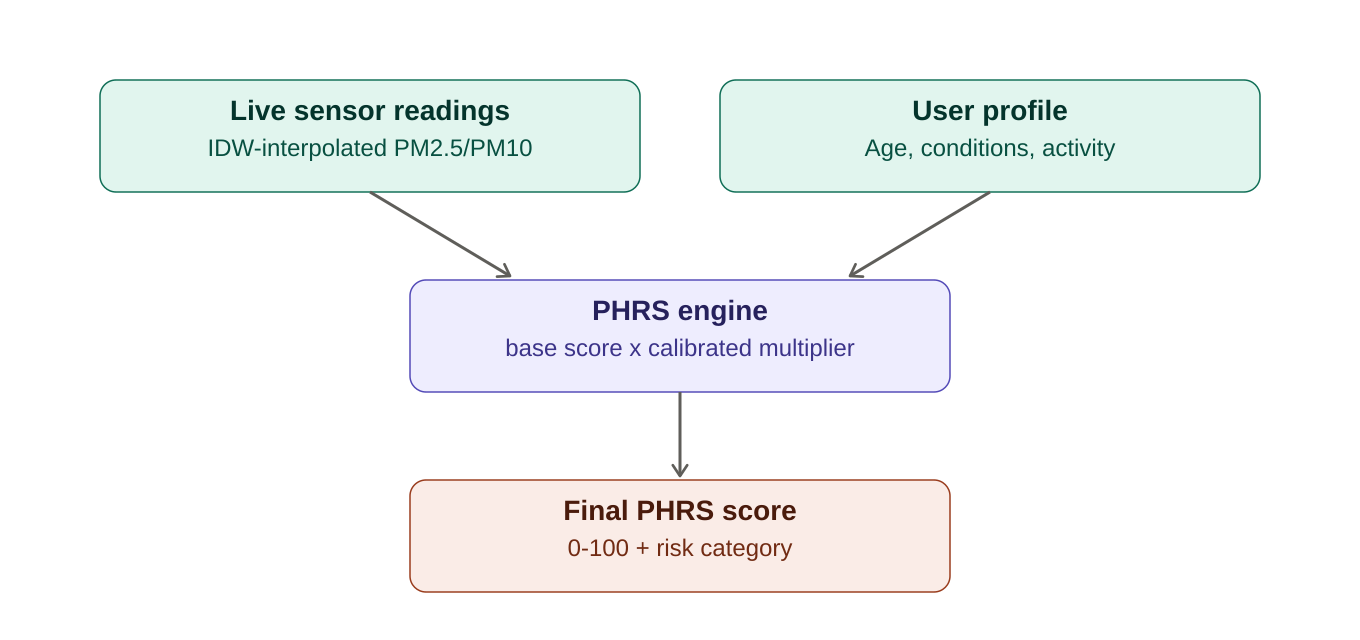 Live sensor readings
IDW-interpolated PM2.5/PM10
User profile
Age, conditions, activity
PHRS engine
base score x calibrated multiplier
Final PHRS score
0-100 + risk category